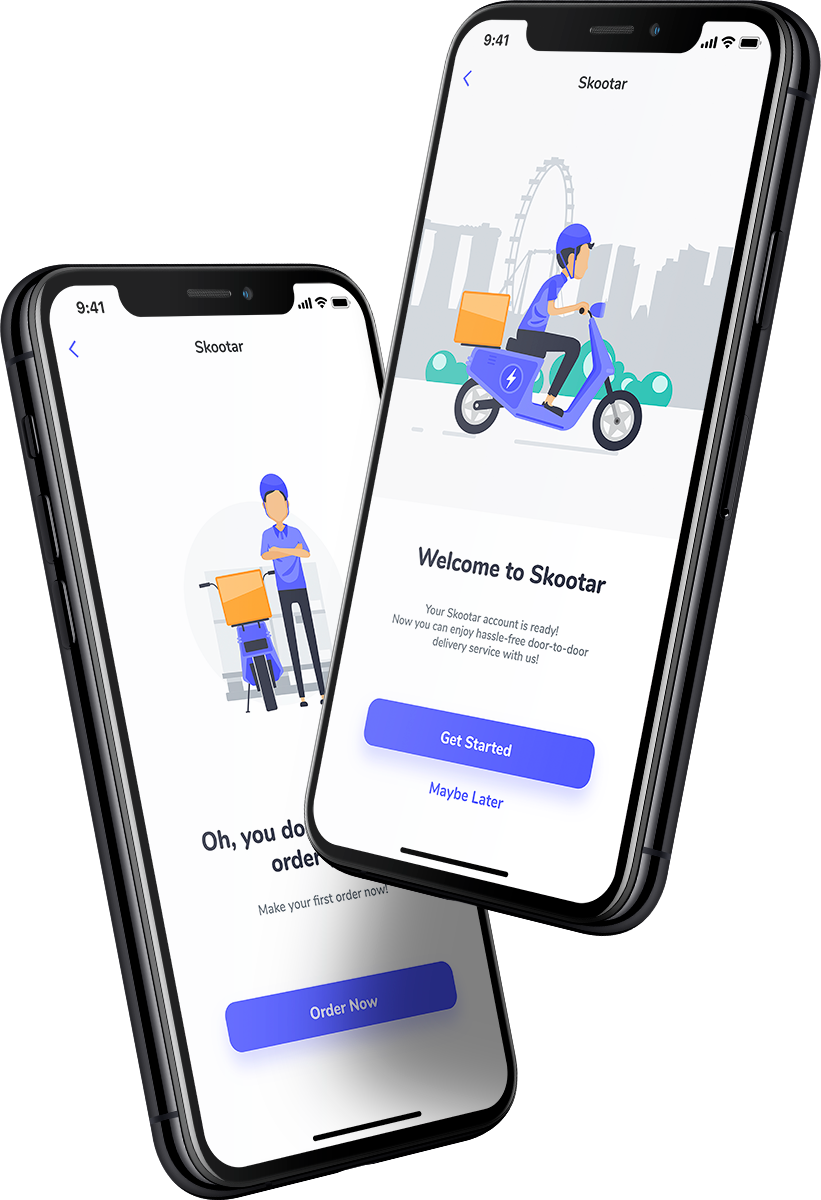 9:41
Skootar
Welcome to Skootar
Your Skootar account is ready!
Now you can enjoy hassle-free door-to-door
delivery service with us!
Get Started
Maybe Later
9:41
Skootar
Oh, you do
order
Make your first order now!
Order Now